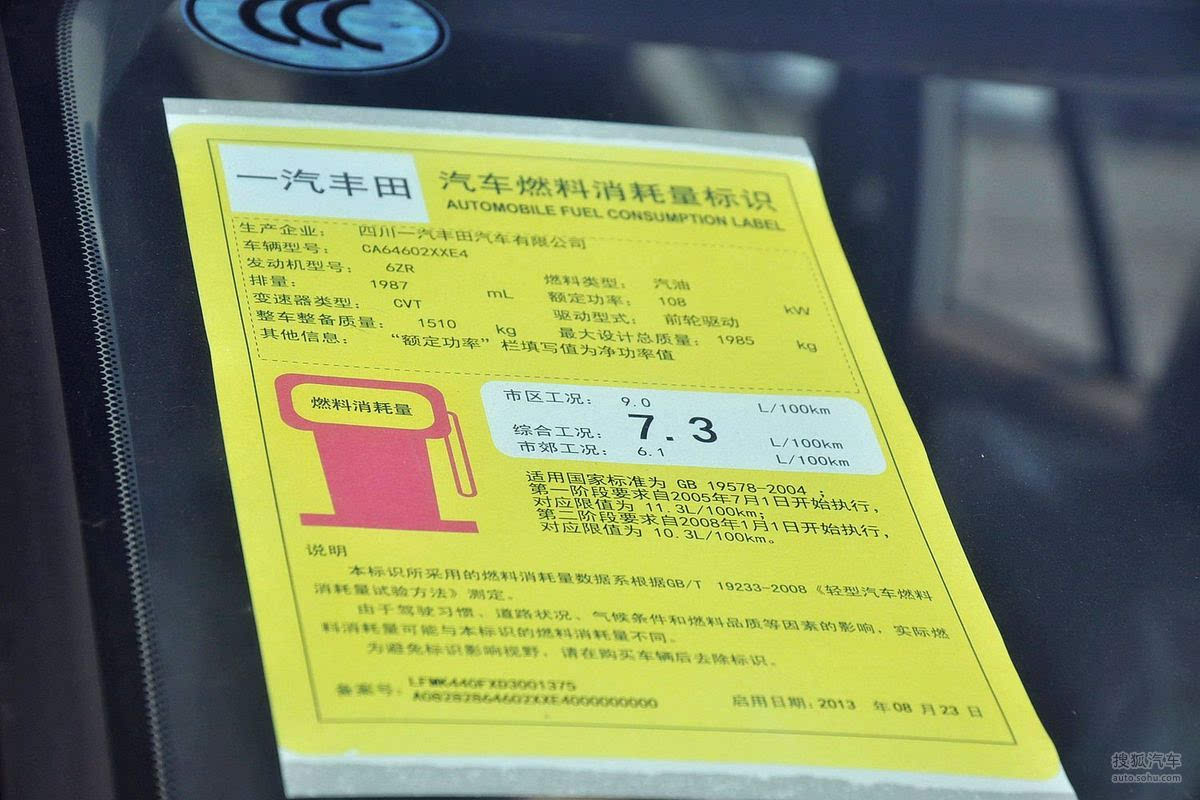 CCC
一汽丰田
汽车燃料消耗量标识
AUTOMOBILE FUEL CONSUMPTION LABEL
生产企业： 四川一汽丰田汽车有限公司
车辆型号： CA64602XXE4
发动机型号： 6ZR 燃料类型： 汽油
排量： 1987 mL 额定功率： 108 kW
变速器类型： CVT 驱动型式： 前轮驱动
整车整备质量： 1510 kg 最大设计总质量： 1985 kg
其他信息： “额定功率”栏填写值为净功率值
燃料消耗量
市区工况： 9.0 L/100km
综合工况： 7.3 L/100km
市郊工况： 6.1 L/100km
适用国家标准为 GB 19578-2004 ；
第一阶段要求自2005年7月1日开始执行，
对应限值为 11.3L/100km；
第二阶段要求自2008年1月1日开始执行，
对应限值为 10.3L/100km。
说明
本标识所采用的燃料消耗量数据系根据GB/T 19233-2008《轻型汽车燃料
消耗量试验方法》测定。
由于驾驶习惯、道路状况、气候条件和燃料品质等因素的影响，实际燃
料消耗量可能与本标识的燃料消耗量不同。
为避免标识影响视野，请在购买车辆后去除标识。
备案号： LFMK440FXD3001375
启用日期：2013 年08 月23 日
搜狐汽车
auto.sohu.com